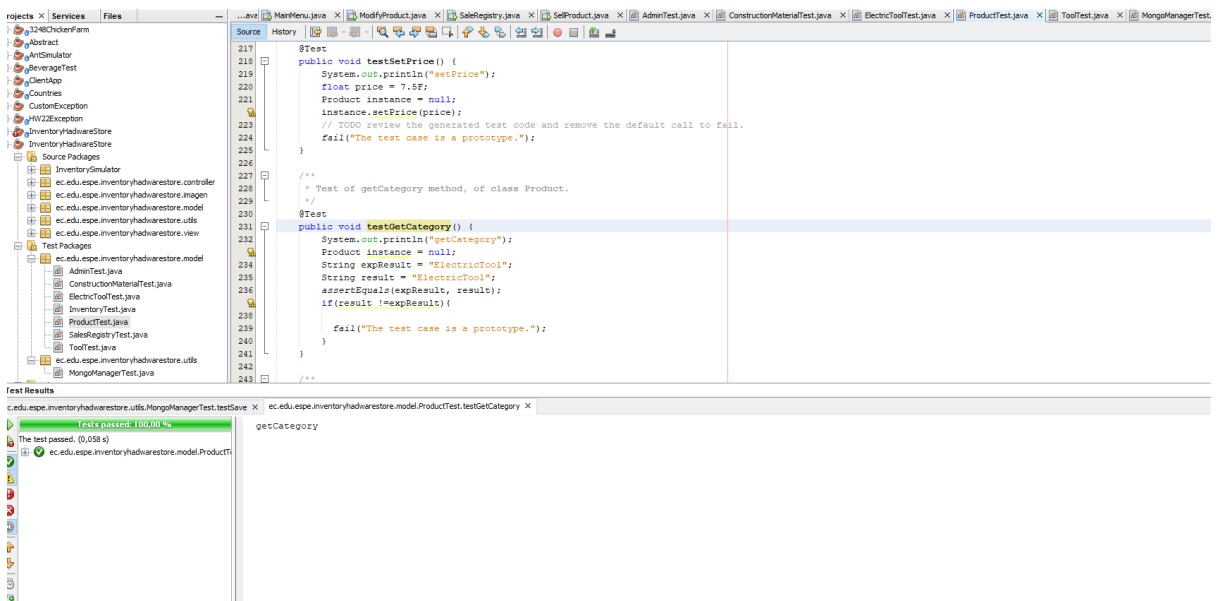 rojects × Services Files —
3248ChickenFarm
Abstract
AntSimulator
BeverageTest
ClientApp
Countries
CustomException
HW22Exception
InventoryHadwareStore
InventoryHadwareStore
Source Packages
InventorySimulator
ec.edu.espe.inventoryhadwarestore.controller
ec.edu.espe.inventoryhadwarestore.imagen
ec.edu.espe.inventoryhadwarestore.model
ec.edu.espe.inventoryhadwarestore.utils
ec.edu.espe.inventoryhadwarestore.view
Test Packages
ec.edu.espe.inventoryhadwarestore.model
AdminTest.java
ConstructionMaterialTest.java
ElectricToolTest.java
InventoryTest.java
ProductTest.java
SalesRegistryTest.java
ToolTest.java
ec.edu.espe.inventoryhadwarestore.utils
MongoManagerTest.java
...ava MainMenu.java × ModifyProduct.java × SaleRegistry.java × SellProduct.java × AdminTest.java × ConstructionMaterialTest.java × ElectricToolTest.java × ProductTest.java × ToolTest.java × MongoManagerTest.
Source History
217 @Test
218 public void testSetPrice() {
219 System.out.println("setPrice");
220 float price = 7.5F;
221 Product instance = null;
instance.setPrice(price);
223 // TODO review the generated test code and remove the default call to fail.
224 fail("The test case is a prototype.");
225 }
226
227 /**
228 * Test of getCategory method, of class Product.
229 */
230 @Test
231 public void testGetCategory() {
232 System.out.println("getCategory");
Product instance = null;
234 String expResult = "ElectricTool";
235 String result = "ElectricTool";
236 assertEquals(expResult, result);
if(result !=expResult){
238
239 fail("The test case is a prototype.");
240 }
241 }
242
243 /**
Test Results
c.edu.espe.inventoryhadwarestore.utils.MongoManagerTest.testSave × ec.edu.espe.inventoryhadwarestore.model.ProductTest.testGetCategory ×
Tests passed: 100,00 %
The test passed. (0,058 s)
ec.edu.espe.inventoryhadwarestore.model.ProductT
getCategory